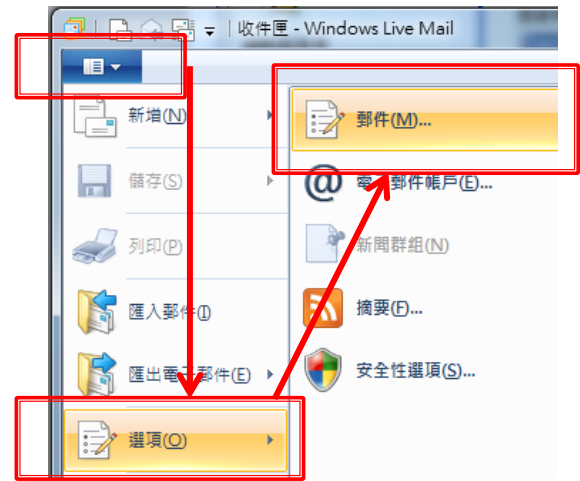 收件匣 - Windows Live Mail
新增(N)
儲存(S)
列印(P)
匯入郵件(I)
匯出電子郵件(E)
選項(O)
郵件(M)...
電子郵件帳戶(E)...
新聞群組(N)
摘要(F)...
安全性選項(S)...